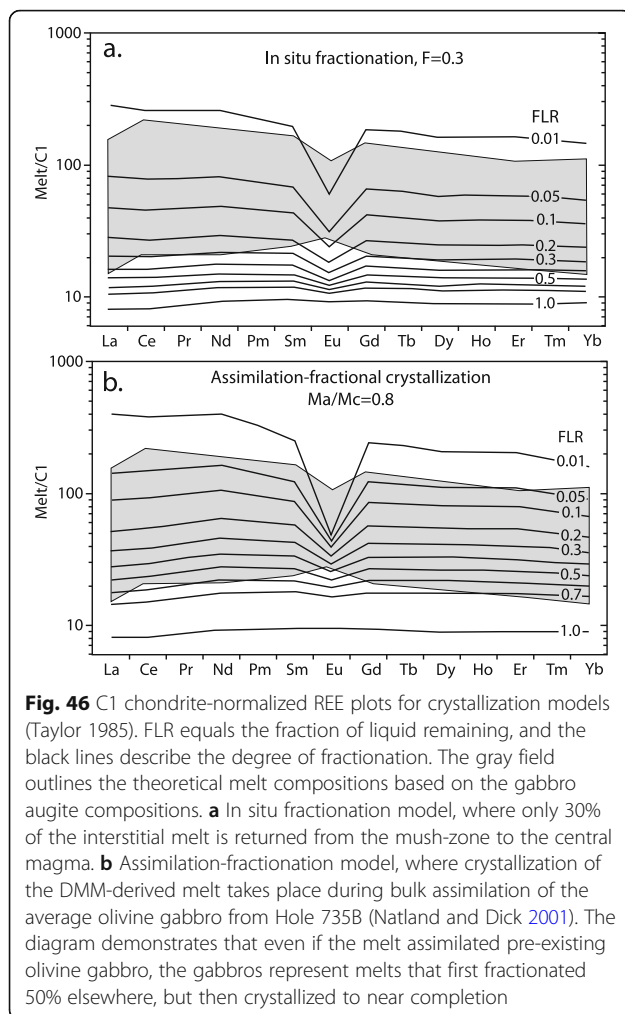 1000
a.
In situ fractionation, F=0.3
FLR
0.01
100
Melt/C1
0.05
0.1
0.2
0.3
0.5
10
1.0
La Ce Pr Nd Pm Sm Eu Gd Tb Dy Ho Er Tm Yb
1000
b.
Assimilation-fractional crystallization
Ma/Mc=0.8
FLR
0.01
100
Melt/C1
0.05
0.1
0.2
0.3
0.5
0.7
10
1.0
La Ce Pr Nd Pm Sm Eu Gd Tb Dy Ho Er Tm Yb
Fig. 46 C1 chondrite-normalized REE plots for crystallization models
(Taylor 1985). FLR equals the fraction of liquid remaining, and the
black lines describe the degree of fractionation. The gray field
outlines the theoretical melt compositions based on the gabbro
augite compositions. a In situ fractionation model, where only 30%
of the interstitial melt is returned from the mush-zone to the central
magma. b Assimilation-fractionation model, where crystallization of
the DMM-derived melt takes place during bulk assimilation of the
average olivine gabbro from Hole 735B (Natland and Dick 2001). The
diagram demonstrates that even if the melt assimilated pre-existing
olivine gabbro, the gabbros represent melts that first fractionated
50% elsewhere, but then crystallized to near completion